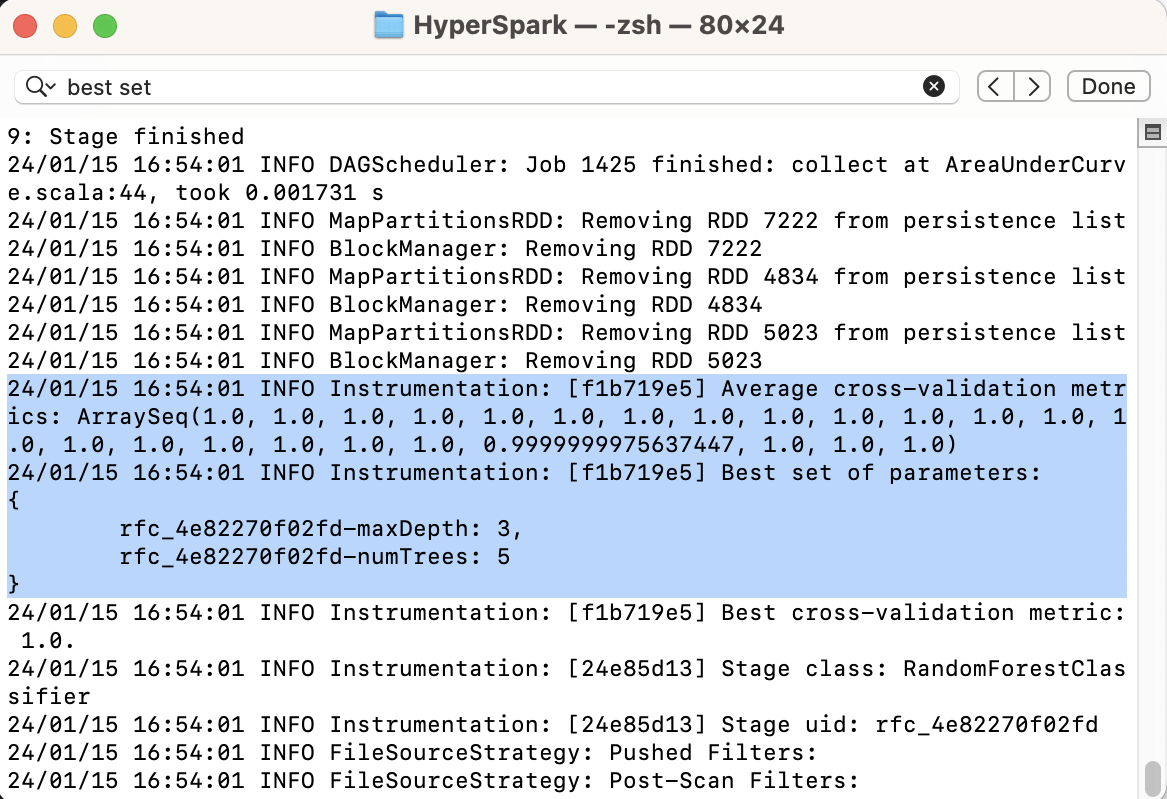 HyperSpark — -zsh — 80×24
best set
Done
9: Stage finished
24/01/15 16:54:01 INFO DAGScheduler: Job 1425 finished: collect at AreaUnderCurv
e.scala:44, took 0.001731 s
24/01/15 16:54:01 INFO MapPartitionsRDD: Removing RDD 7222 from persistence list
24/01/15 16:54:01 INFO BlockManager: Removing RDD 7222
24/01/15 16:54:01 INFO MapPartitionsRDD: Removing RDD 4834 from persistence list
24/01/15 16:54:01 INFO BlockManager: Removing RDD 4834
24/01/15 16:54:01 INFO MapPartitionsRDD: Removing RDD 5023 from persistence list
24/01/15 16:54:01 INFO BlockManager: Removing RDD 5023
24/01/15 16:54:01 INFO Instrumentation: [f1b719e5] Average cross-validation metr
ics: ArraySeq(1.0, 1.0, 1.0, 1.0, 1.0, 1.0, 1.0, 1.0, 1.0, 1.0, 1.0, 1.0, 1.0, 1
.0, 1.0, 1.0, 1.0, 1.0, 1.0, 1.0, 0.9999999975637447, 1.0, 1.0, 1.0)
24/01/15 16:54:01 INFO Instrumentation: [f1b719e5] Best set of parameters:
{
        rfc_4e82270f02fd-maxDepth: 3,
        rfc_4e82270f02fd-numTrees: 5
}
24/01/15 16:54:01 INFO Instrumentation: [f1b719e5] Best cross-validation metric:
 1.0.
24/01/15 16:54:01 INFO Instrumentation: [24e85d13] Stage class: RandomForestClas
sifier
24/01/15 16:54:01 INFO Instrumentation: [24e85d13] Stage uid: rfc_4e82270f02fd
24/01/15 16:54:01 INFO FileSourceStrategy: Pushed Filters:
24/01/15 16:54:01 INFO FileSourceStrategy: Post-Scan Filters: